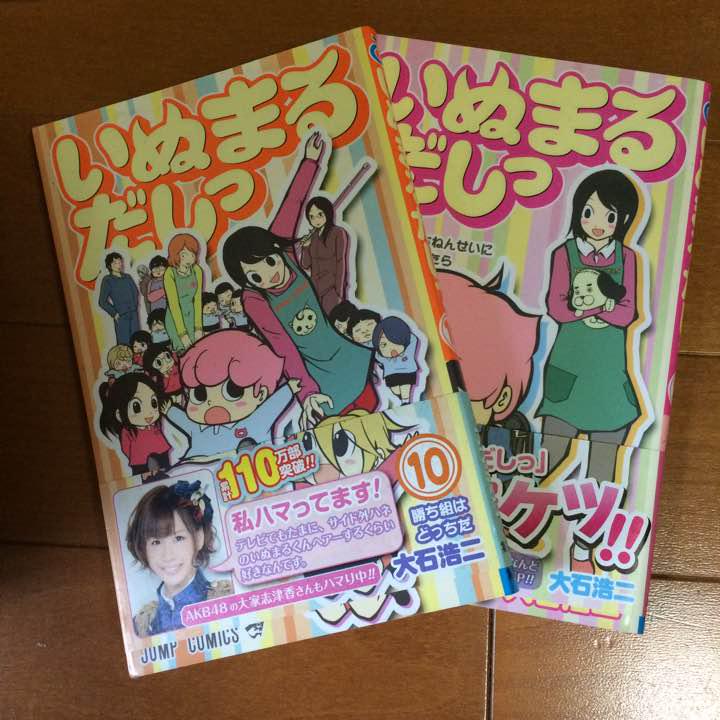 いぬまる
だしっ
累計110万部
突破!!
私ハマってます!
テレビでもたまに、サイド外ハネ
のいぬまるくんヘアーするくらい
好きなんです。
AKB48の大家志津香さんもハマり中!!
10
勝ち組は
どっちだ
大石浩二
JUMP COMICS
いぬまる
だしっ
ねんせいに
だしっ」
ケツ!!
大石浩二